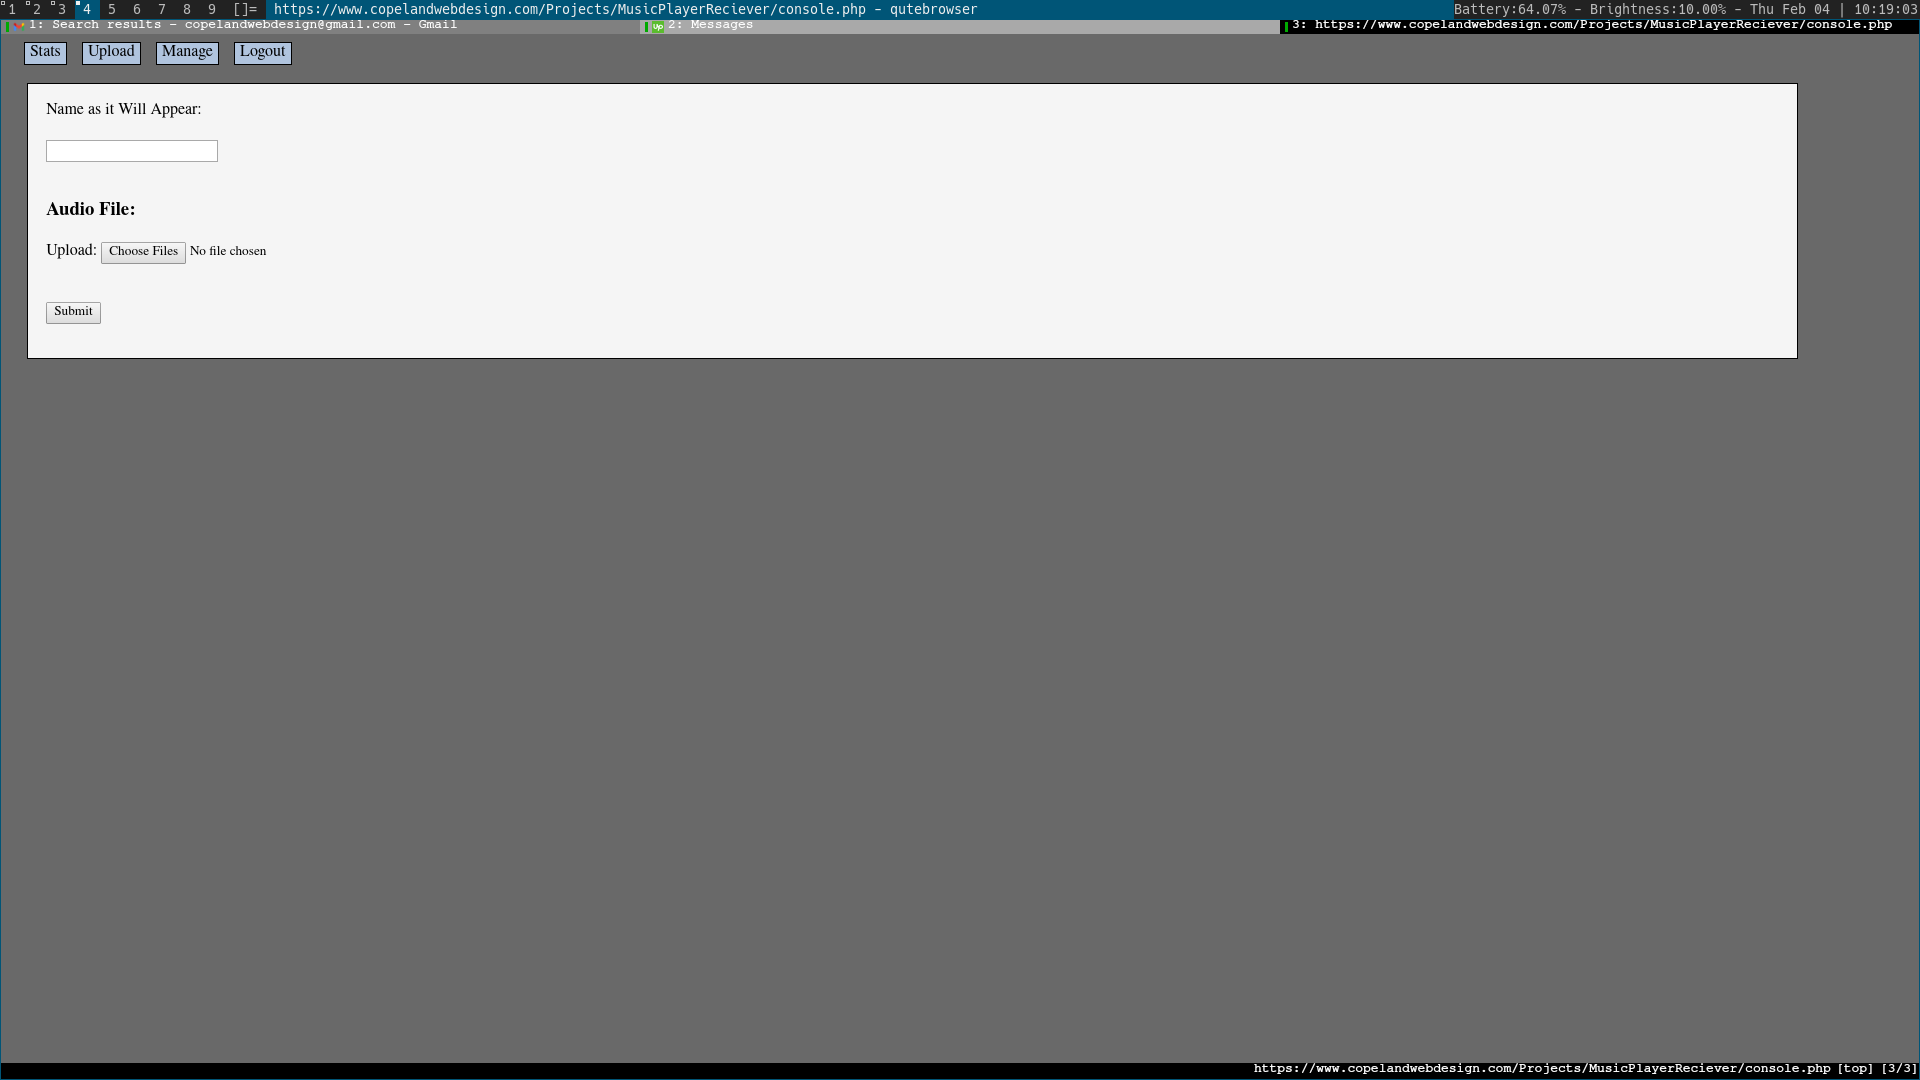 1 2 3 4 5 6 7 8 9 []= https://www.copelandwebdesign.com/Projects/MusicPlayerReciever/console.php - qutebrowser Battery:64.07% - Brightness:10.00% - Thu Feb 04 | 10:19:03
1: Search results - copelandwebdesign@gmail.com - Gmail Up 2: Messages 3: https://www.copelandwebdesign.com/Projects/MusicPlayerReciever/console.php
Stats Upload Manage Logout
Name as it Will Appear:
Audio File:
Upload: Choose Files No file chosen
Submit
https://www.copelandwebdesign.com/Projects/MusicPlayerReciever/console.php [top] [3/3]